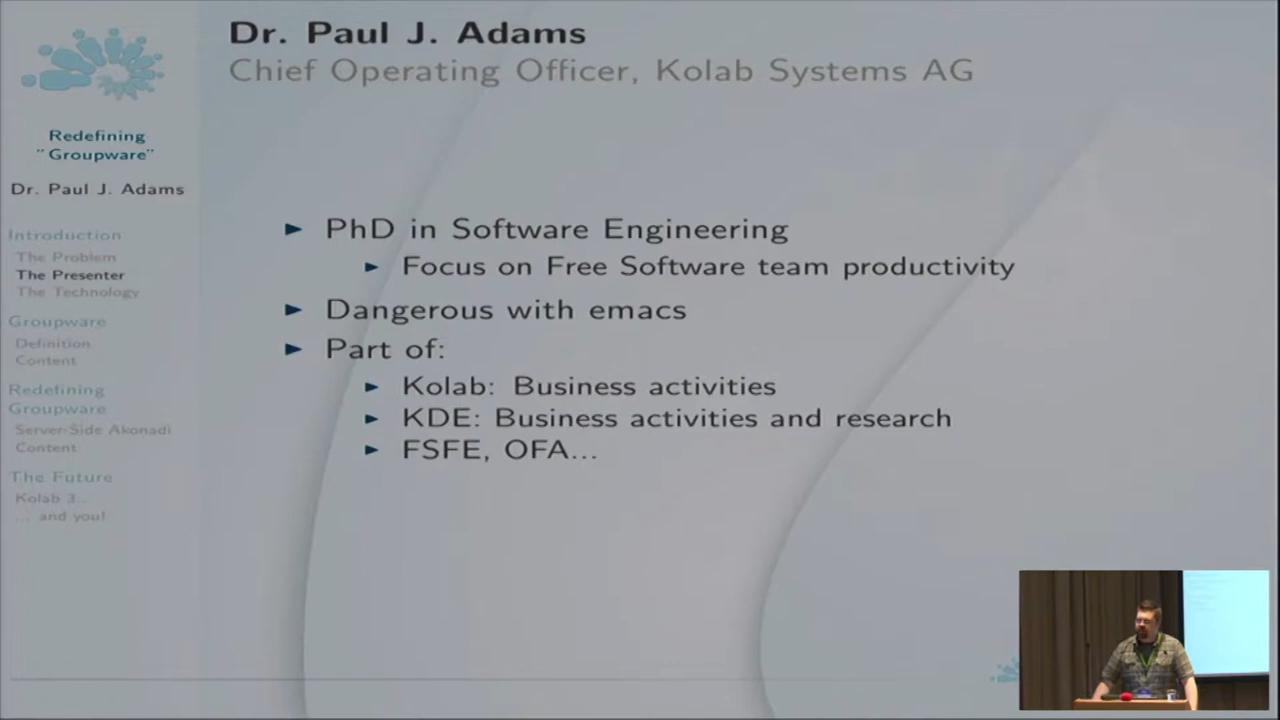 Dr. Paul J. Adams
Chief Operating Officer, Kolab Systems AG
Redefining
"Groupware"
Dr. Paul J. Adams
Introduction
The Problem
The Presenter
The Technology
Groupware
Definition
Content
Redefining
Groupware
Server-Side Akonadi
Content
The Future
Kolab 3...
... and you!
PhD in Software Engineering
Focus on Free Software team productivity
Dangerous with emacs
Part of:
Kolab: Business activities
KDE: Business activities and research
FSFE, OFA...